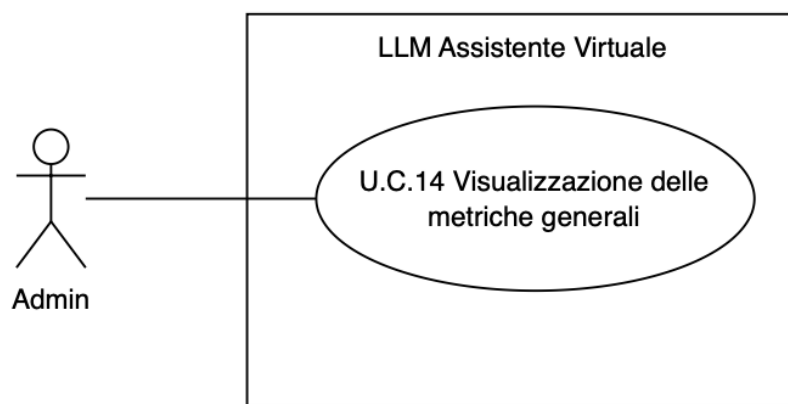 LLM Assistente Virtuale
U.C.14 Visualizzazione delle
metriche generali
Admin